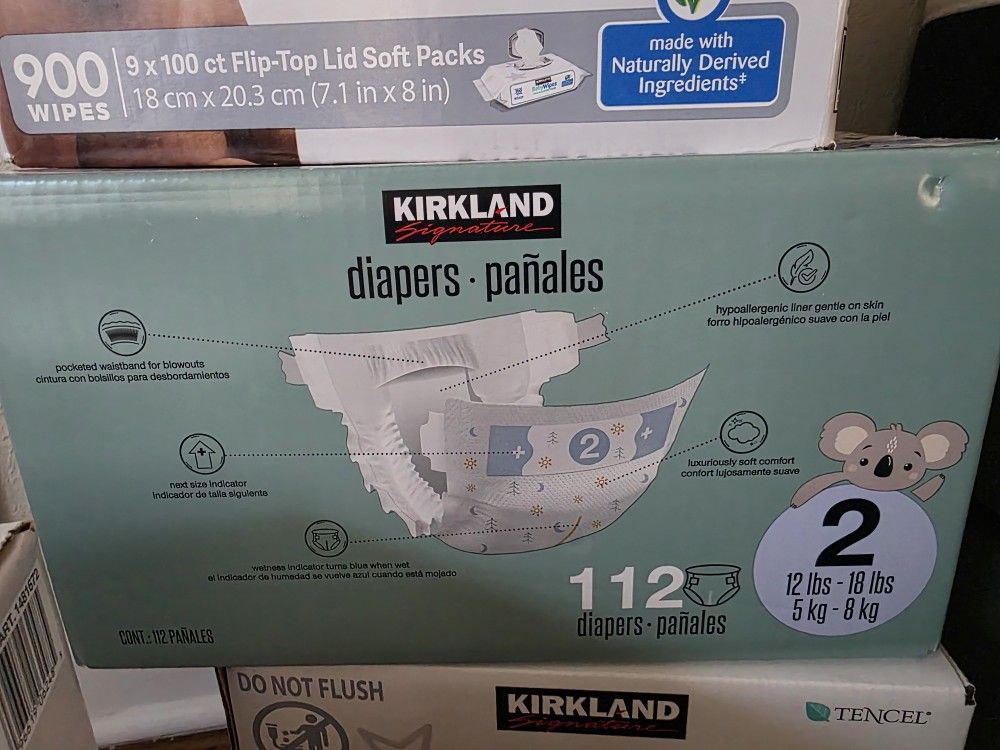 900
WIPES
9 x 100 ct Flip-Top Lid Soft Packs
18 cm x 20.3 cm (7.1 in x 8 in)
made with
Naturally Derived
Ingredients‡
KIRKLAND
Signature
diapers · pañales
hypoallergenic liner gentle on skin
forro hipoalergénico suave con la piel
pocketed waistband for blowouts
cintura con bolsillos para desbordamientos
2
luxuriously soft comfort
confort lujosamente suave
next size indicator
indicador de talla siguiente
wetness indicator turns blue when wet
el indicador de humedad se vuelve azul cuando está mojado
2
12 lbs - 18 lbs
5 kg - 8 kg
112
diapers · pañales
CONT.: 112 PAÑALES
ART. 1481672
DO NOT FLUSH
KIRKLAND
Signature
TENCEL®